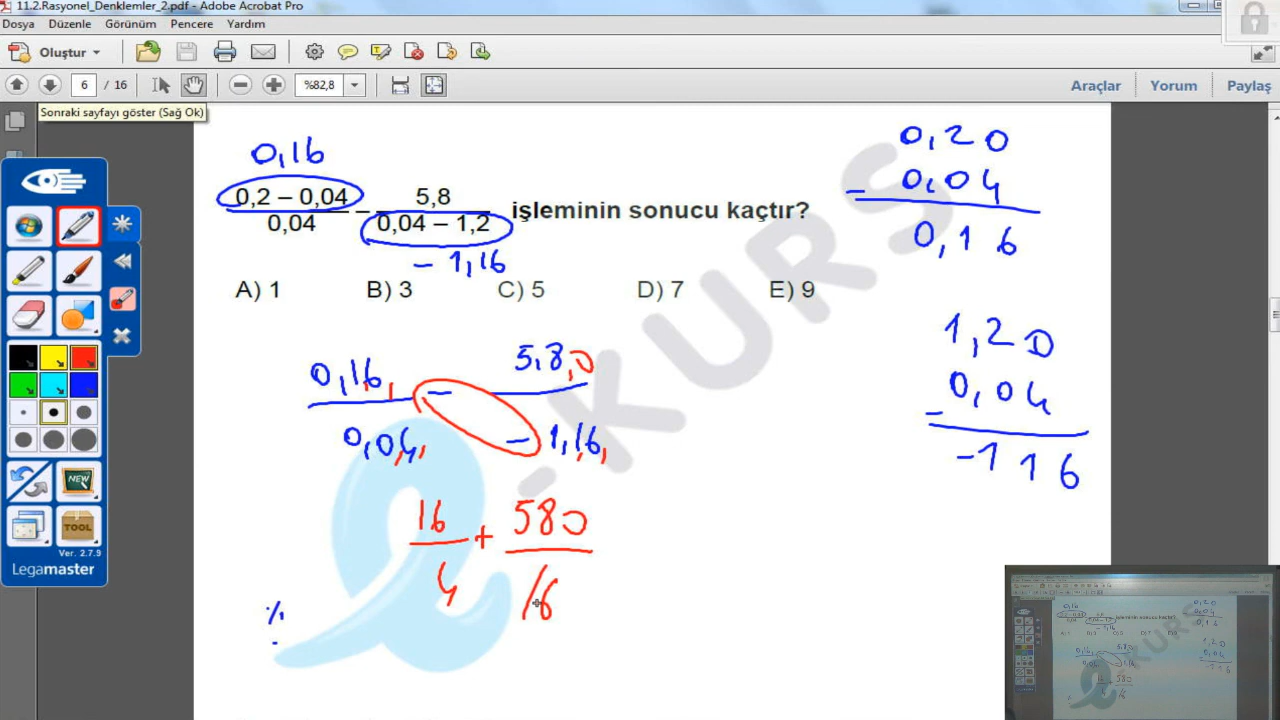 11.2.Rasyonel_Denklemler_2.pdf - Adobe Acrobat Pro
Dosya Düzenle Görünüm Pencere Yardım
Oluştur
6 / 16 %82,8 Araçlar Yorum Paylaş
Sonraki sayfayı göster (Sağ Ok)
0,16
0,2 – 0,04
0,04
–
5,8
0,04 – 1,2
işleminin sonucu kaçtır?
- 1,16
A) 1 B) 3 C) 5 D) 7 E) 9
0,20
- 0,04
0,16
1,20
- 0,04
-116
0,16, - 5,8,0
0,04, - 1,16,
16 + 580
4 16
-KURS
NEW
TOOL
Ver. 2.7.9
Legamaster